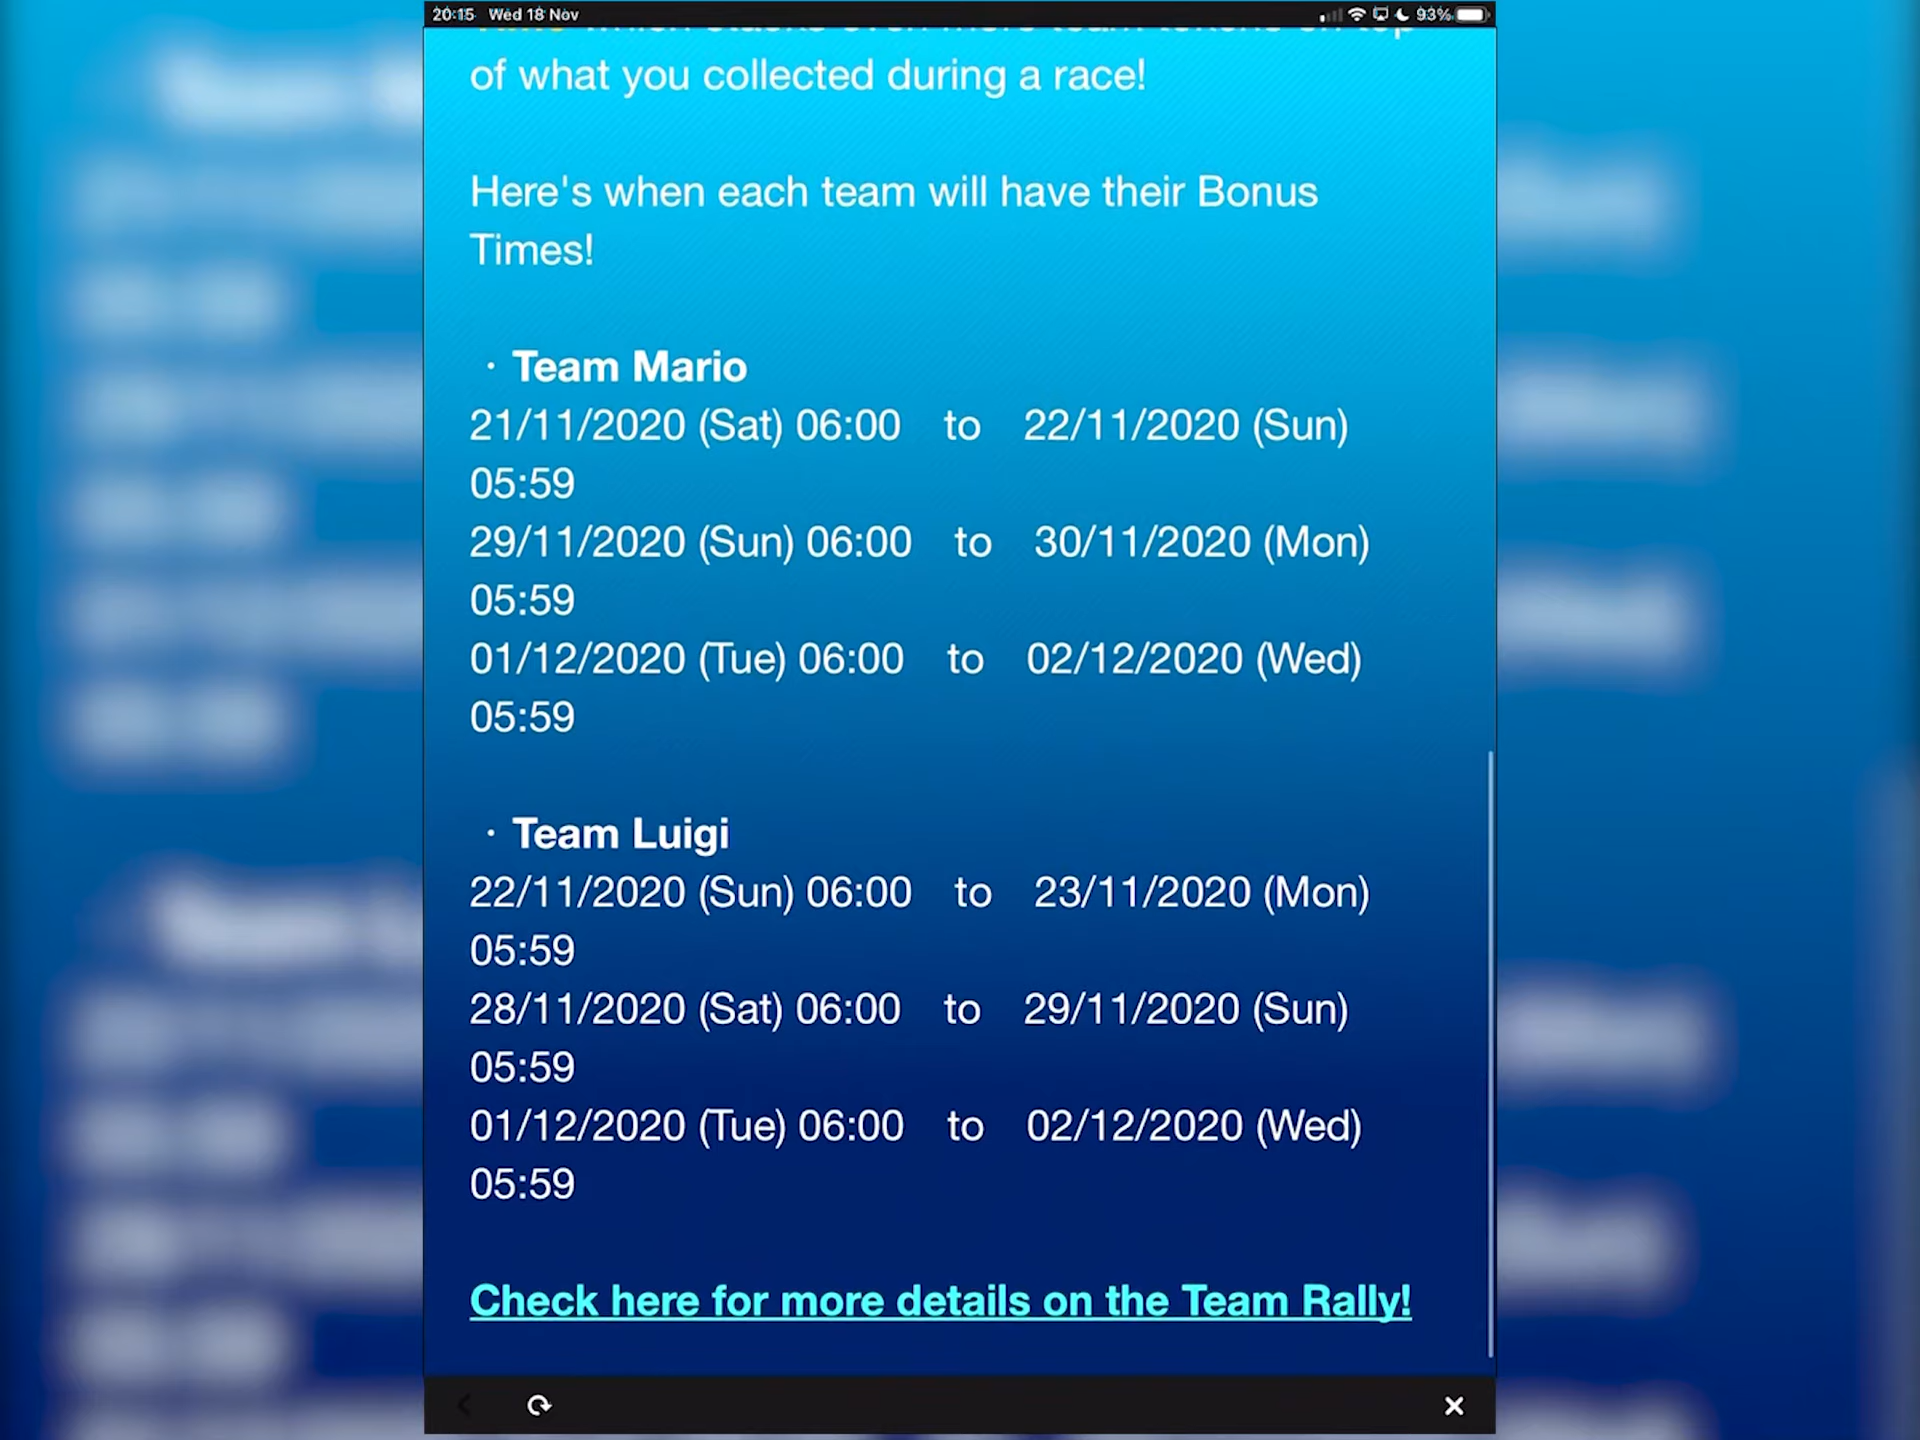 20:15 Wed 18 Nov 93%
of what you collected during a race!
Here's when each team will have their Bonus
Times!
· Team Mario
21/11/2020 (Sat) 06:00 to 22/11/2020 (Sun)
05:59
29/11/2020 (Sun) 06:00 to 30/11/2020 (Mon)
05:59
01/12/2020 (Tue) 06:00 to 02/12/2020 (Wed)
05:59
· Team Luigi
22/11/2020 (Sun) 06:00 to 23/11/2020 (Mon)
05:59
28/11/2020 (Sat) 06:00 to 29/11/2020 (Sun)
05:59
01/12/2020 (Tue) 06:00 to 02/12/2020 (Wed)
05:59
Check here for more details on the Team Rally!